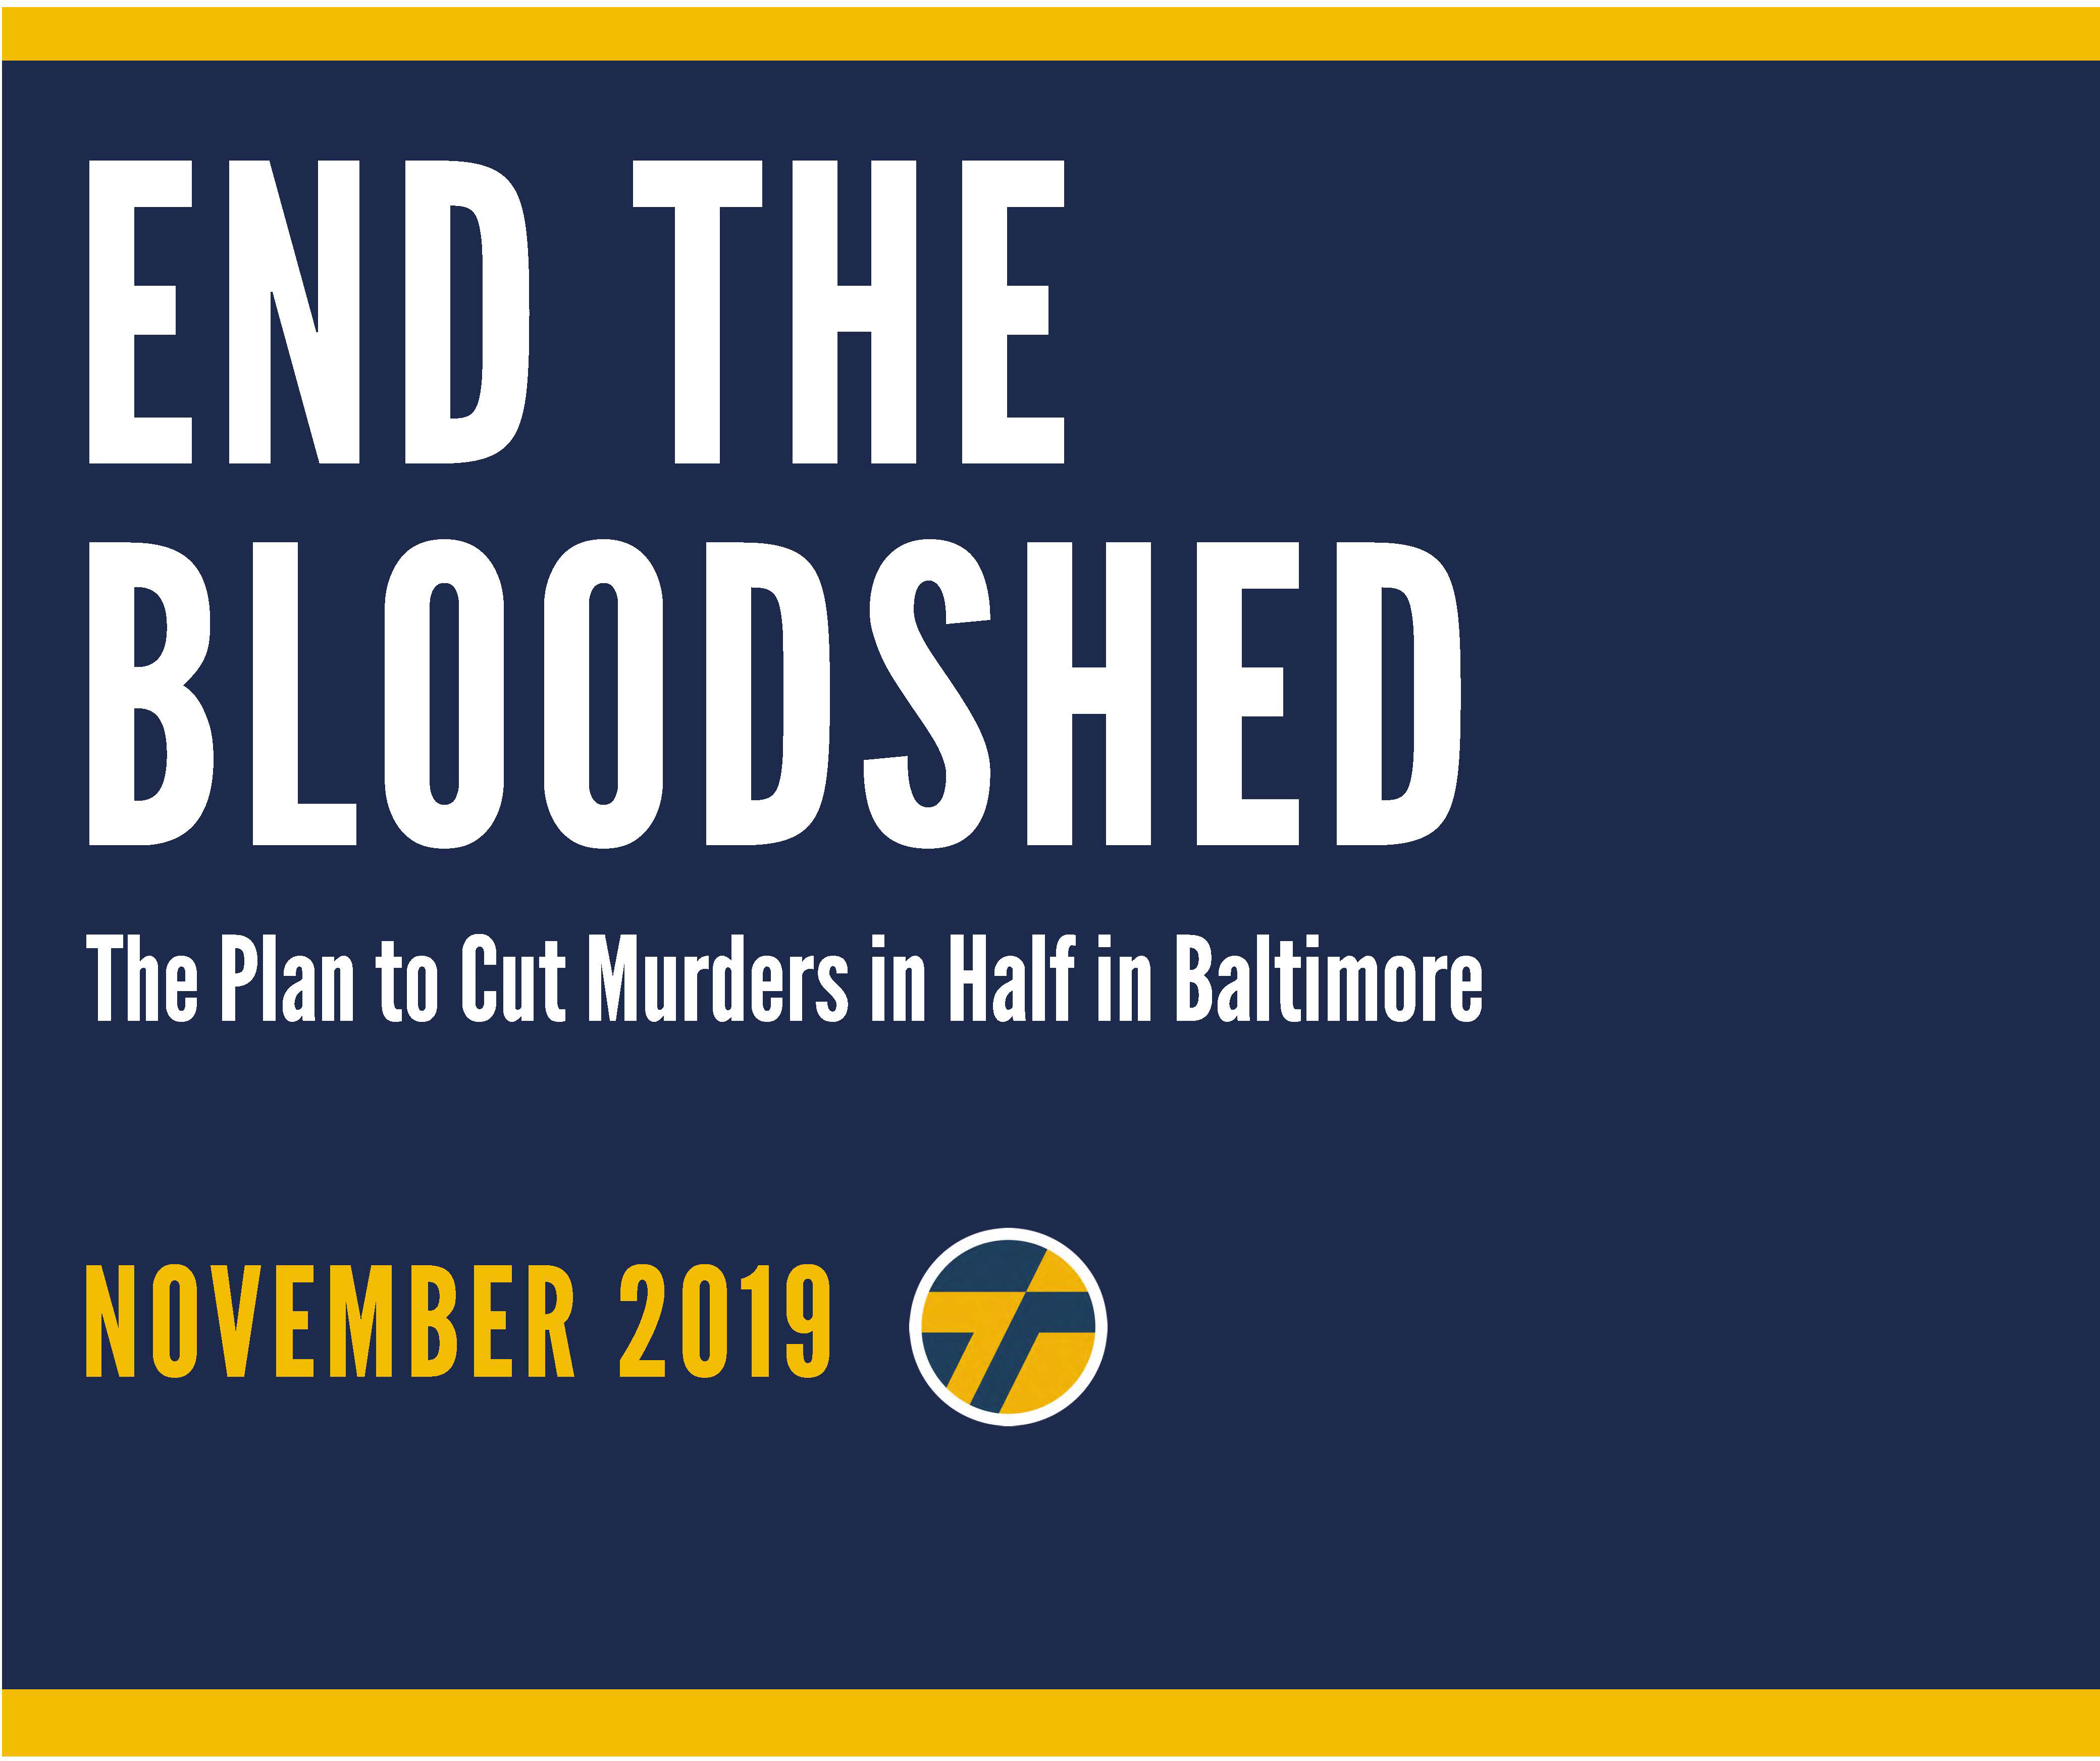 END THE
BLOODSHED
The Plan to Cut Murders in Half in Baltimore
NOVEMBER 2019